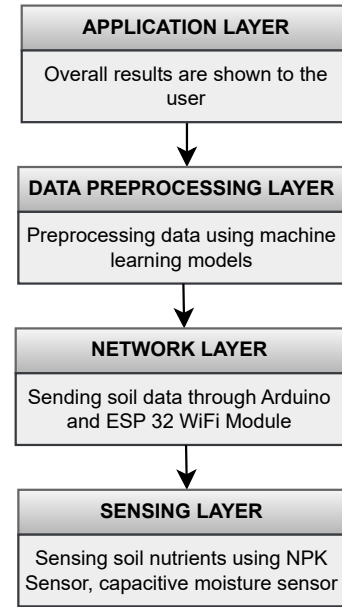 APPLICATION LAYER
Overall results are shown to the
user
DATA PREPROCESSING LAYER
Preprocessing data using machine
learning models
NETWORK LAYER
Sending soil data through Arduino
and ESP 32 WiFi Module
SENSING LAYER
Sensing soil nutrients using NPK
Sensor, capacitive moisture sensor